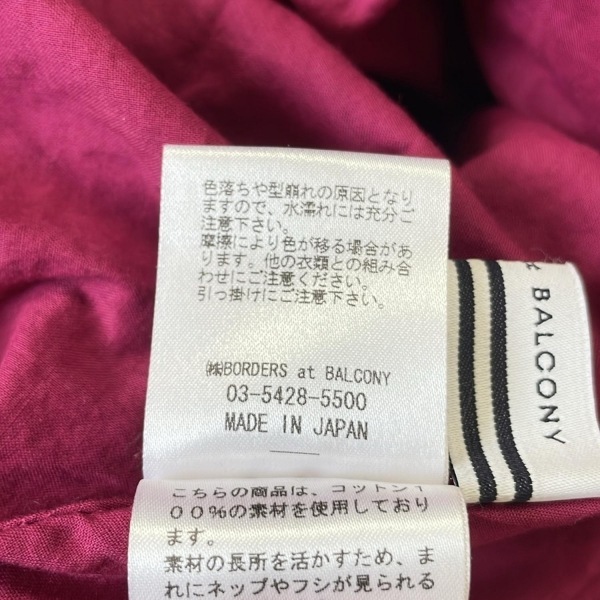 色落ちや型崩れの原因となり
ますので、水濡れには充分ご
注意下さい。
摩擦により色が移る場合があ
ります。他の衣類との組み合
わせにご注意ください。
引っ掛けにご注意下さい。
㈱BORDERS at BALCONY
03-5428-5500
MADE IN JAPAN
& BALCONY
こちらの商品は、コットン1
00%の素材を使用しており
ます。
素材の長所を活かすため、ま
れにネップやフシが見られる